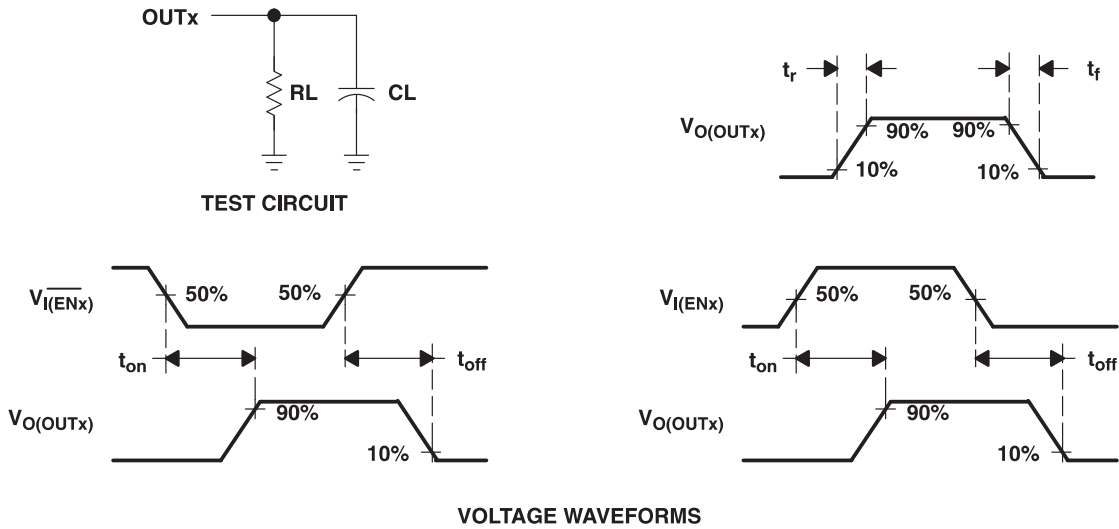 OUTx
RL
CL
TEST CIRCUIT
tr
tf
VO(OUTx)
90%
90%
10%
10%
VI(ENx)
50%
50%
ton
toff
VO(OUTx)
90%
10%
VI(ENx)
50%
50%
ton
toff
VO(OUTx)
90%
10%
VOLTAGE WAVEFORMS